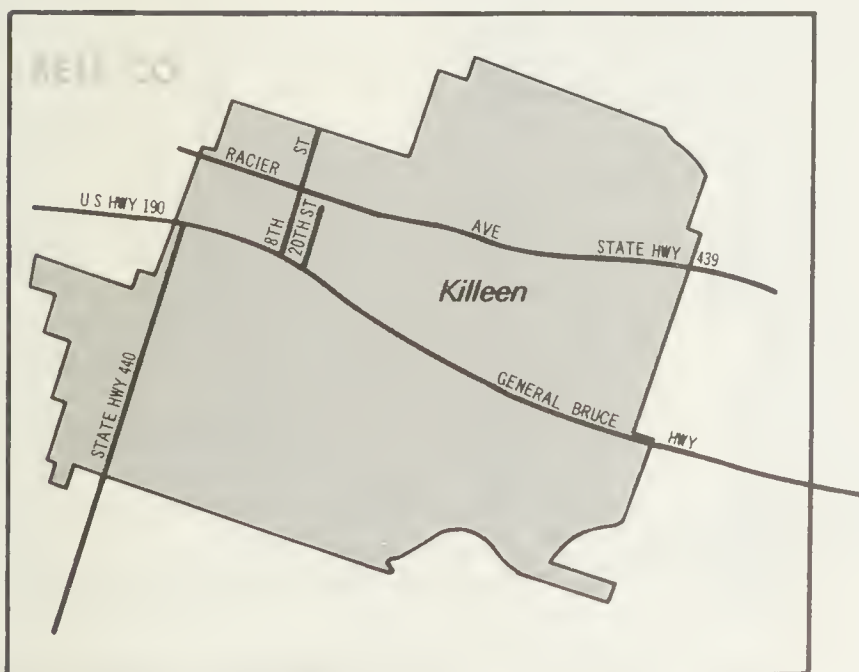 BELL CO
ST
RACIER
US HWY 190
8TH
20TH ST
AVE
STATE HWY 439
Killeen
STATE HWY 440
GENERAL BRUCE
HWY